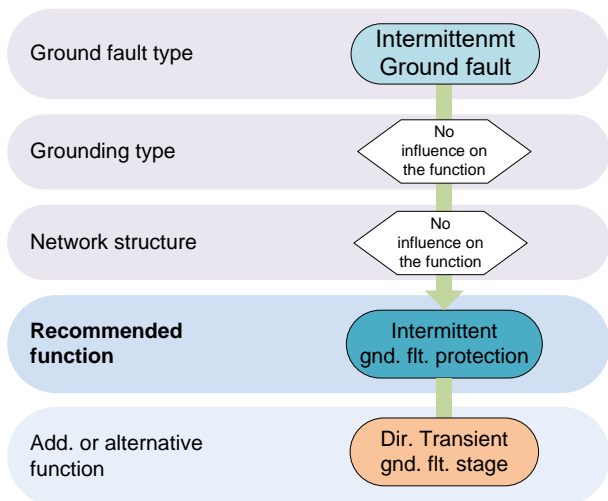 Ground fault type
Intermittenmt
Ground fault
Grounding type
No
influence on
the function
Network structure
No
influence on
the function
Recommended
function
Intermittent
gnd. flt. protection
Add. or alternative
function
Dir. Transient
gnd. flt. stage